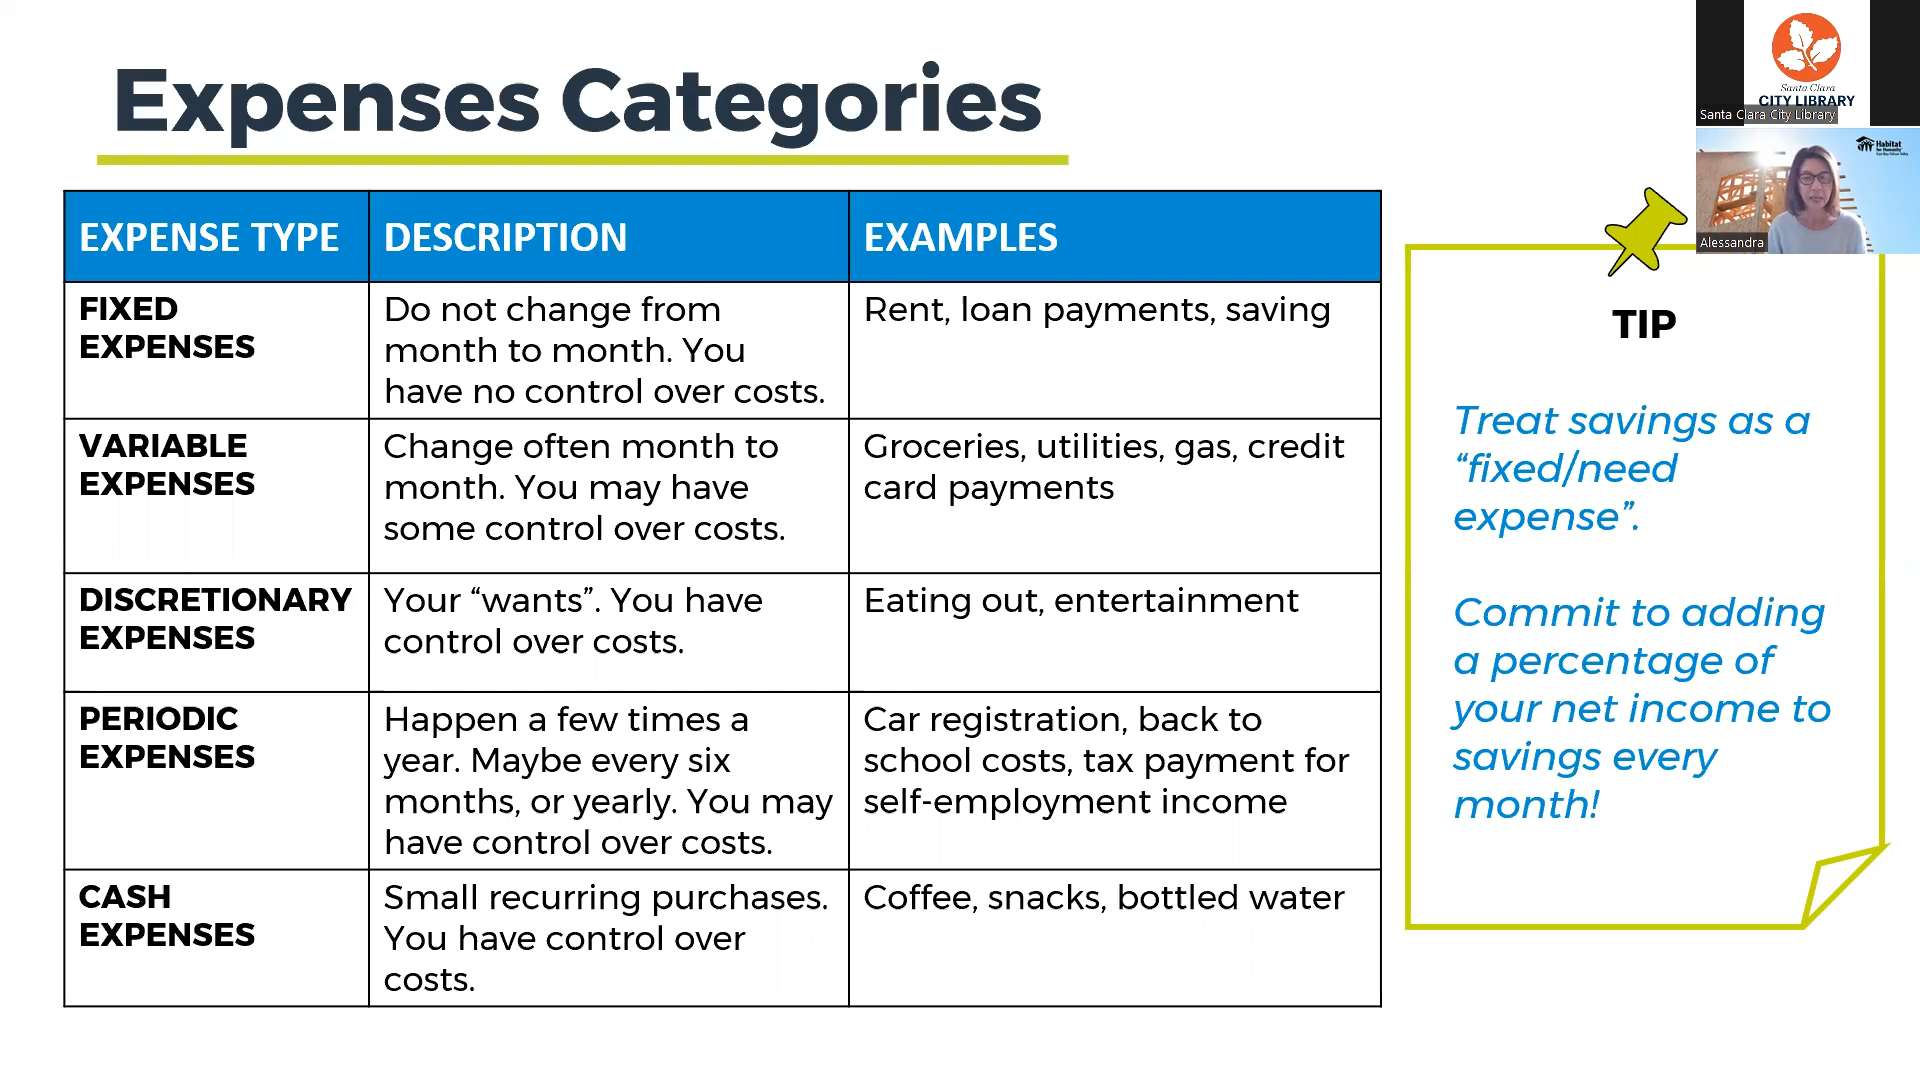 Expenses Categories
EXPENSE TYPE
DESCRIPTION
EXAMPLES
FIXED
EXPENSES
Do not change from
month to month. You
have no control over costs.
Rent, loan payments, saving
VARIABLE
EXPENSES
Change often month to
month. You may have
some control over costs.
Groceries, utilities, gas, credit
card payments
DISCRETIONARY
EXPENSES
Your “wants”. You have
control over costs.
Eating out, entertainment
PERIODIC
EXPENSES
Happen a few times a
year. Maybe every six
months, or yearly. You may
have control over costs.
Car registration, back to
school costs, tax payment for
self-employment income
CASH
EXPENSES
Small recurring purchases.
You have control over
costs.
Coffee, snacks, bottled water
TIP
Treat savings as a
“fixed/need
expense”.
Commit to adding
a percentage of
your net income to
savings every
month!
Santa Clara
CITY LIBRARY
Santa Clara City Library
Habitat
for Humanity
Alessandra